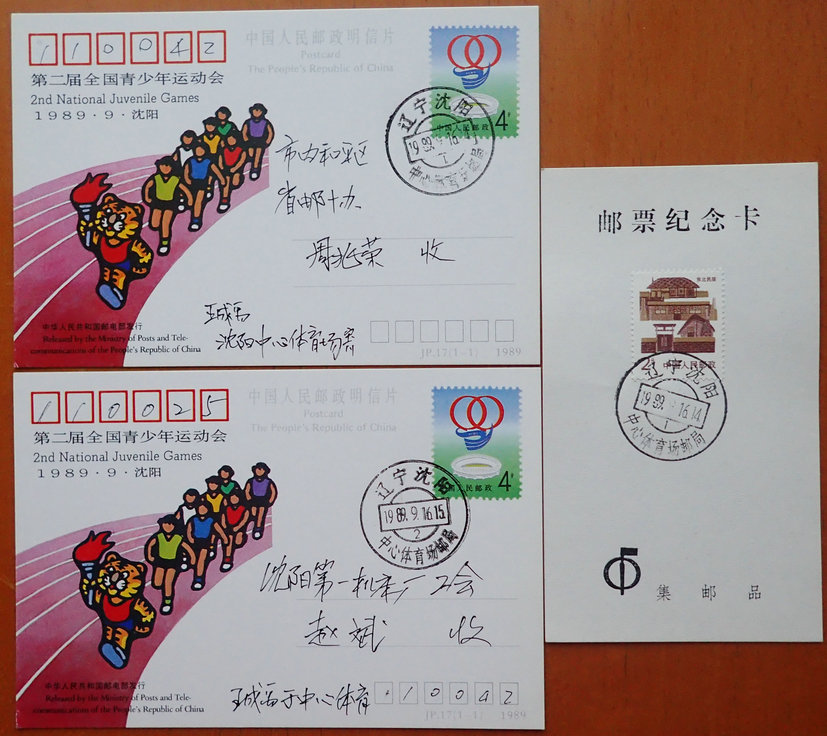 110042
中国人民邮政明信片
Postcard
The People's Republic of China
第二届全国青少年运动会
2nd National Juvenile Games
1989·9·沈阳
中国人民邮政
4
辽宁沈阳
1989.9.16.
1
市内和平区
省邮协
周兆荣 收
沈阳中心体育场
中华人民共和国邮电部发行
Released by the Ministry of Posts and Tele-
communications of the People's Republic of China
JP.17(1-1) 1989
110025
中国人民邮政明信片
Postcard
The People's Republic of China
第二届全国青少年运动会
2nd National Juvenile Games
1989·9·沈阳
中国人民邮政
4
辽宁沈阳
1989.9.16.15
2
中心体育场邮局
沈阳第一机床厂工会
赵斌 收
于中心体育
110042
中华人民共和国邮电部发行
Released by the Ministry of Posts and Tele-
communications of the People's Republic of China
JP.17(1-1) 1989
邮票纪念卡
东北民居
中国人民邮政
辽宁沈阳
1989.9.16.14
1
中心体育场邮局
集邮品